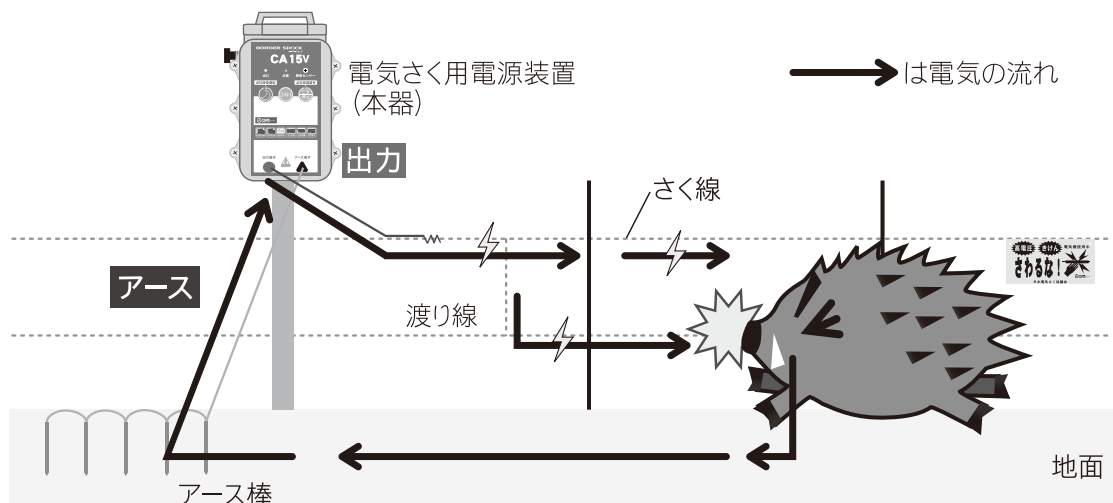 BORDER SHOCK
CA15V
電気さく用電源装置
(本器)
は電気の流れ
出力
さく線
高電圧
きけん
さわるな!
アース
渡り線
アース棒
地面